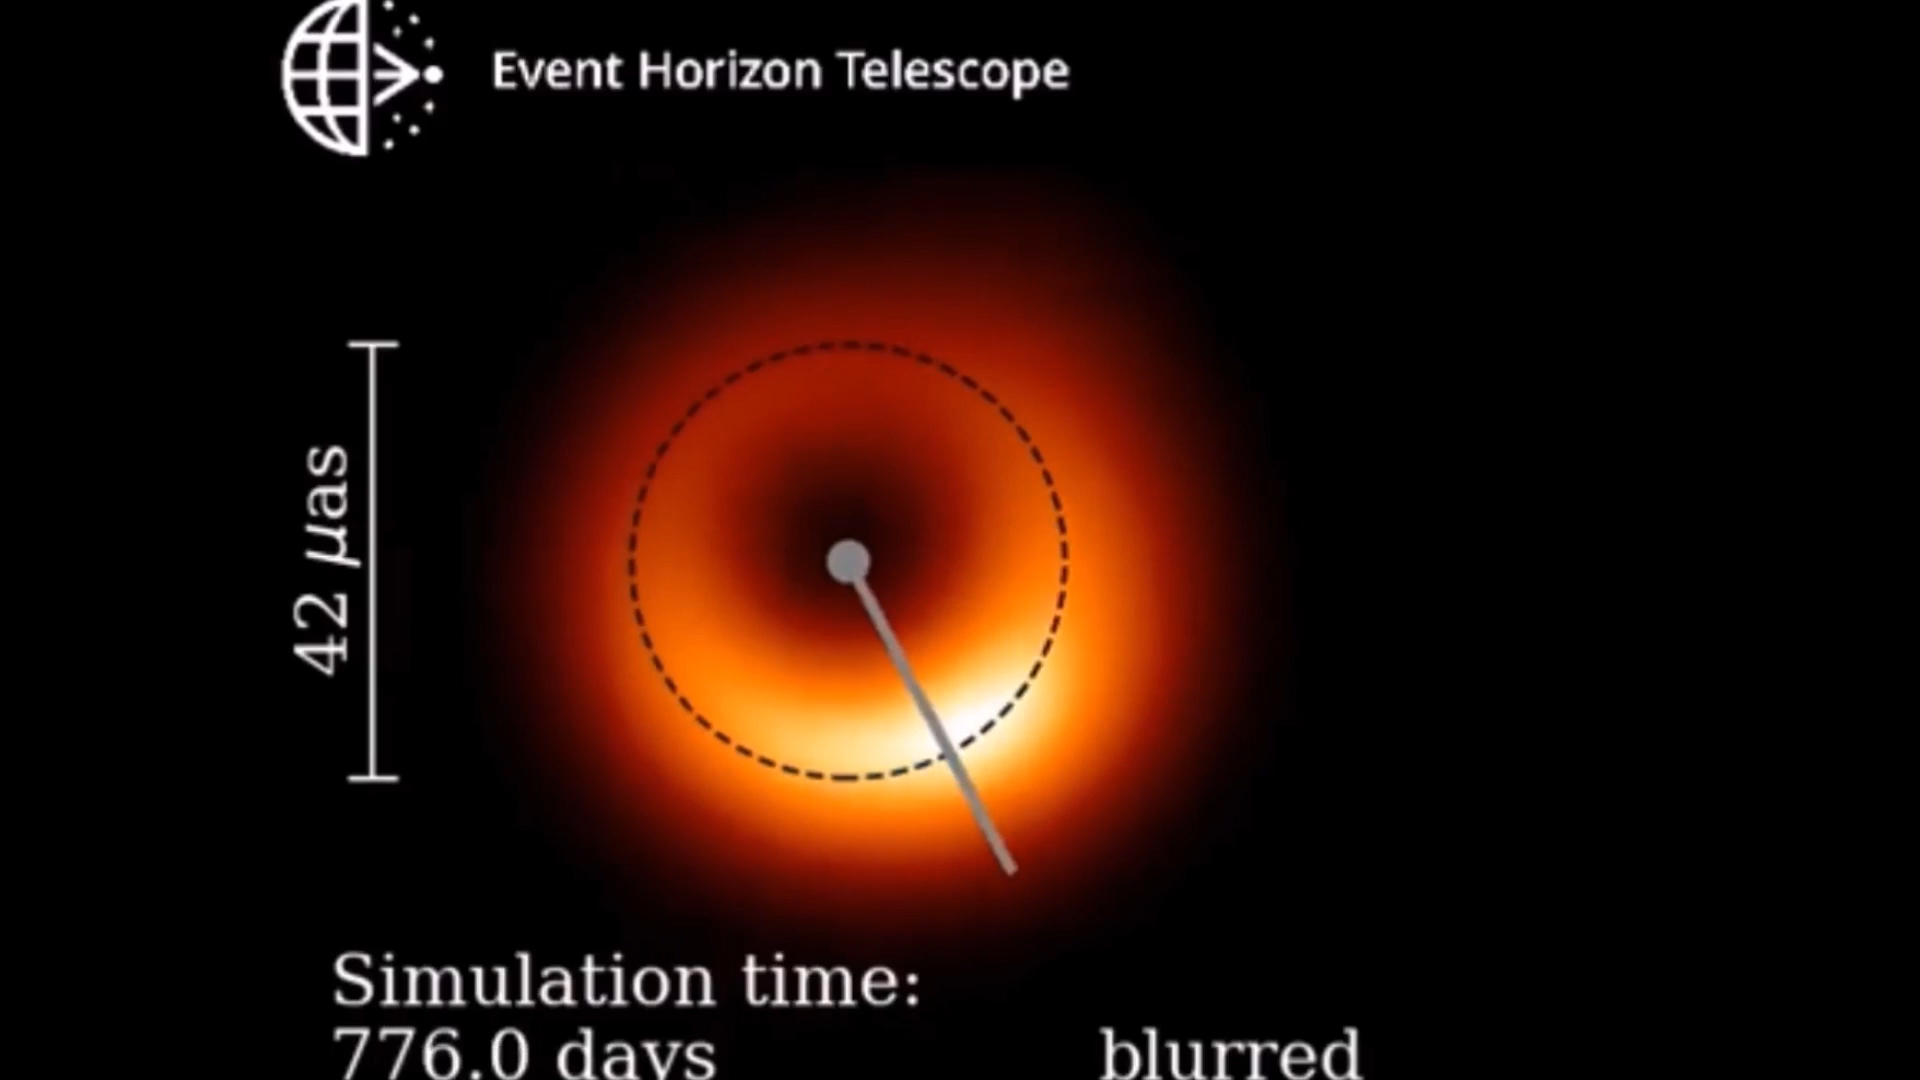 Event Horizon Telescope
42 μas
Simulation time:
776.0 days
blurred